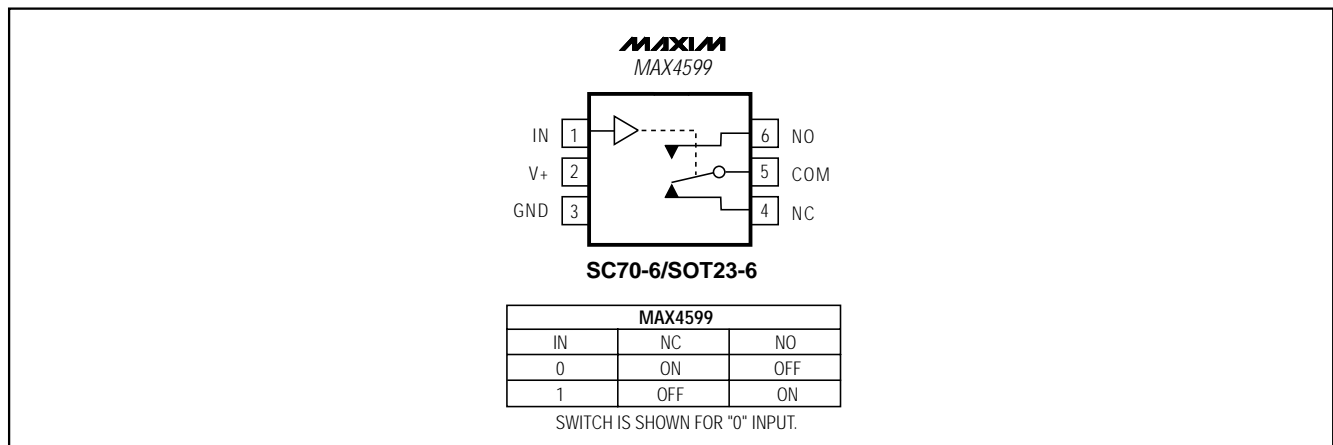 MAXIM
MAX4599
IN 1 6 NO
V+ 2 5 COM
GND 3 4 NC
SC70-6/SOT23-6
MAX4599
IN NC NO
0 ON OFF
1 OFF ON
SWITCH IS SHOWN FOR "0" INPUT.